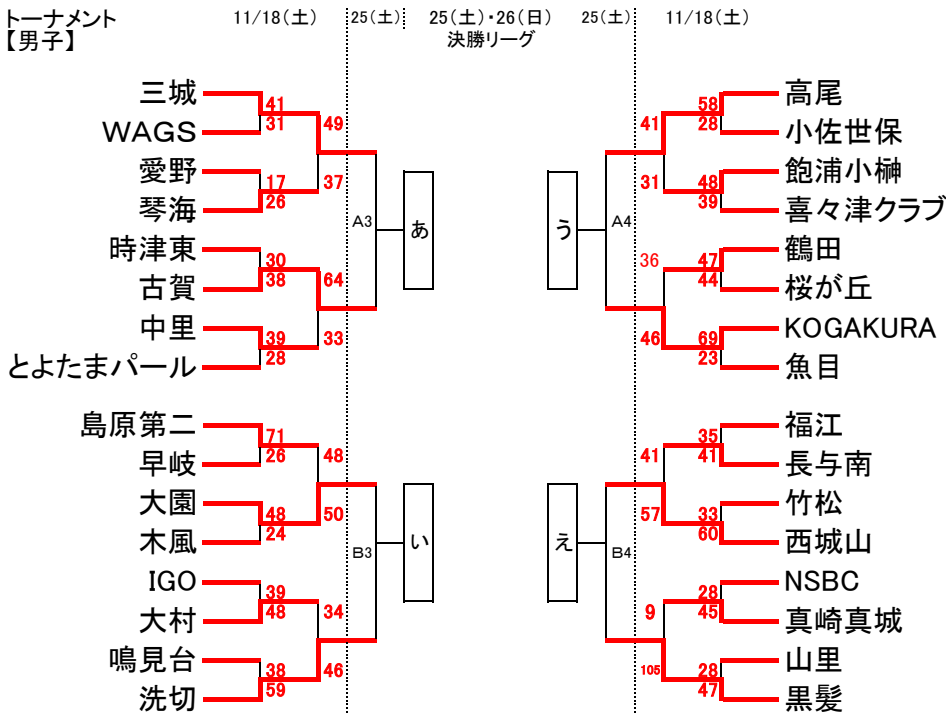 トーナメント 11/18(土) 25(土) 25(土)・26(日) 25(土) 11/18(土)
【男子】 決勝リーグ
三城
41
WAGS
31
49
愛野
17
琴海
26
37
A3
あ
時津東
30
古賀
38
64
中里
39
とよたまパール
28
33
島原第二
71
早岐
26
48
大園
48
木風
24
50
B3
い
IGO
39
大村
48
34
鳴見台
38
洗切
59
46
高尾
58
小佐世保
28
41
飽浦小榊
48
喜々津クラブ
39
31
A4
う
鶴田
47
桜が丘
44
36
KOGAKURA
69
魚目
23
46
福江
35
長与南
41
41
竹松
33
西城山
60
57
B4
え
NSBC
28
真崎真城
45
9
山里
28
黒髪
47
105